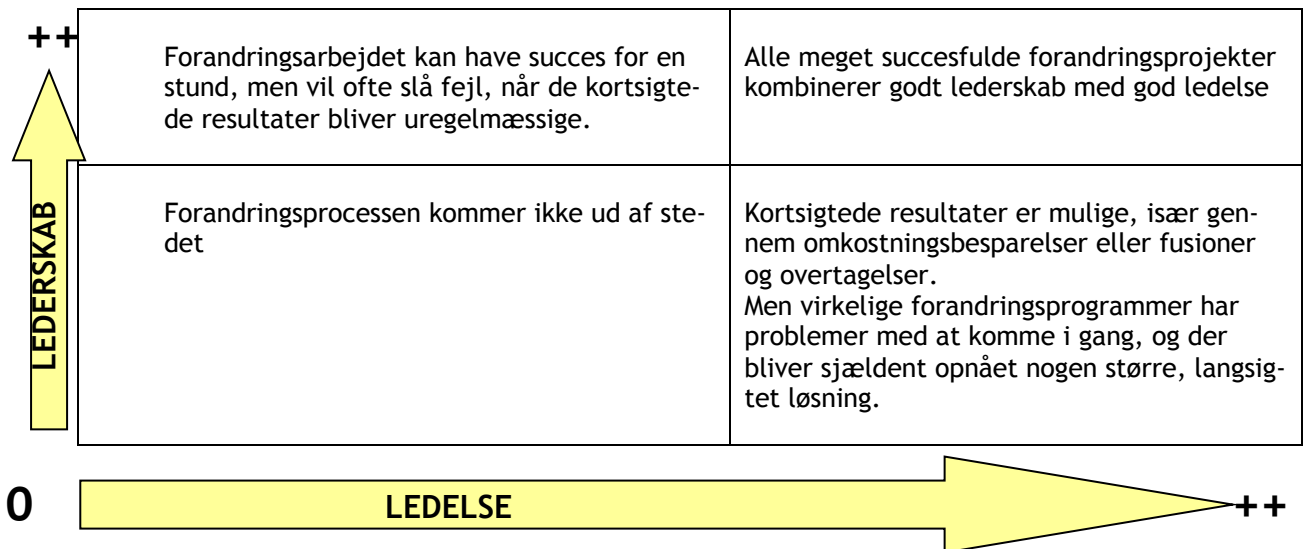 ++
Forandringsarbejdet kan have succes for en
stund, men vil ofte slå fejl, når de kortsigte-
de resultater bliver uregelmæssige.
Alle meget succesfulde forandringsprojekter
kombinerer godt lederskab med god ledelse
LEDERSKAB
Forandringsprocessen kommer ikke ud af ste-
det
Kortsigtede resultater er mulige, især gen-
nem omkostningsbesparelser eller fusioner
og overtagelser.
Men virkelige forandringsprogrammer har
problemer med at komme i gang, og der
bliver sjældent opnået nogen større, langsig-
tet løsning.
0
LEDELSE
++